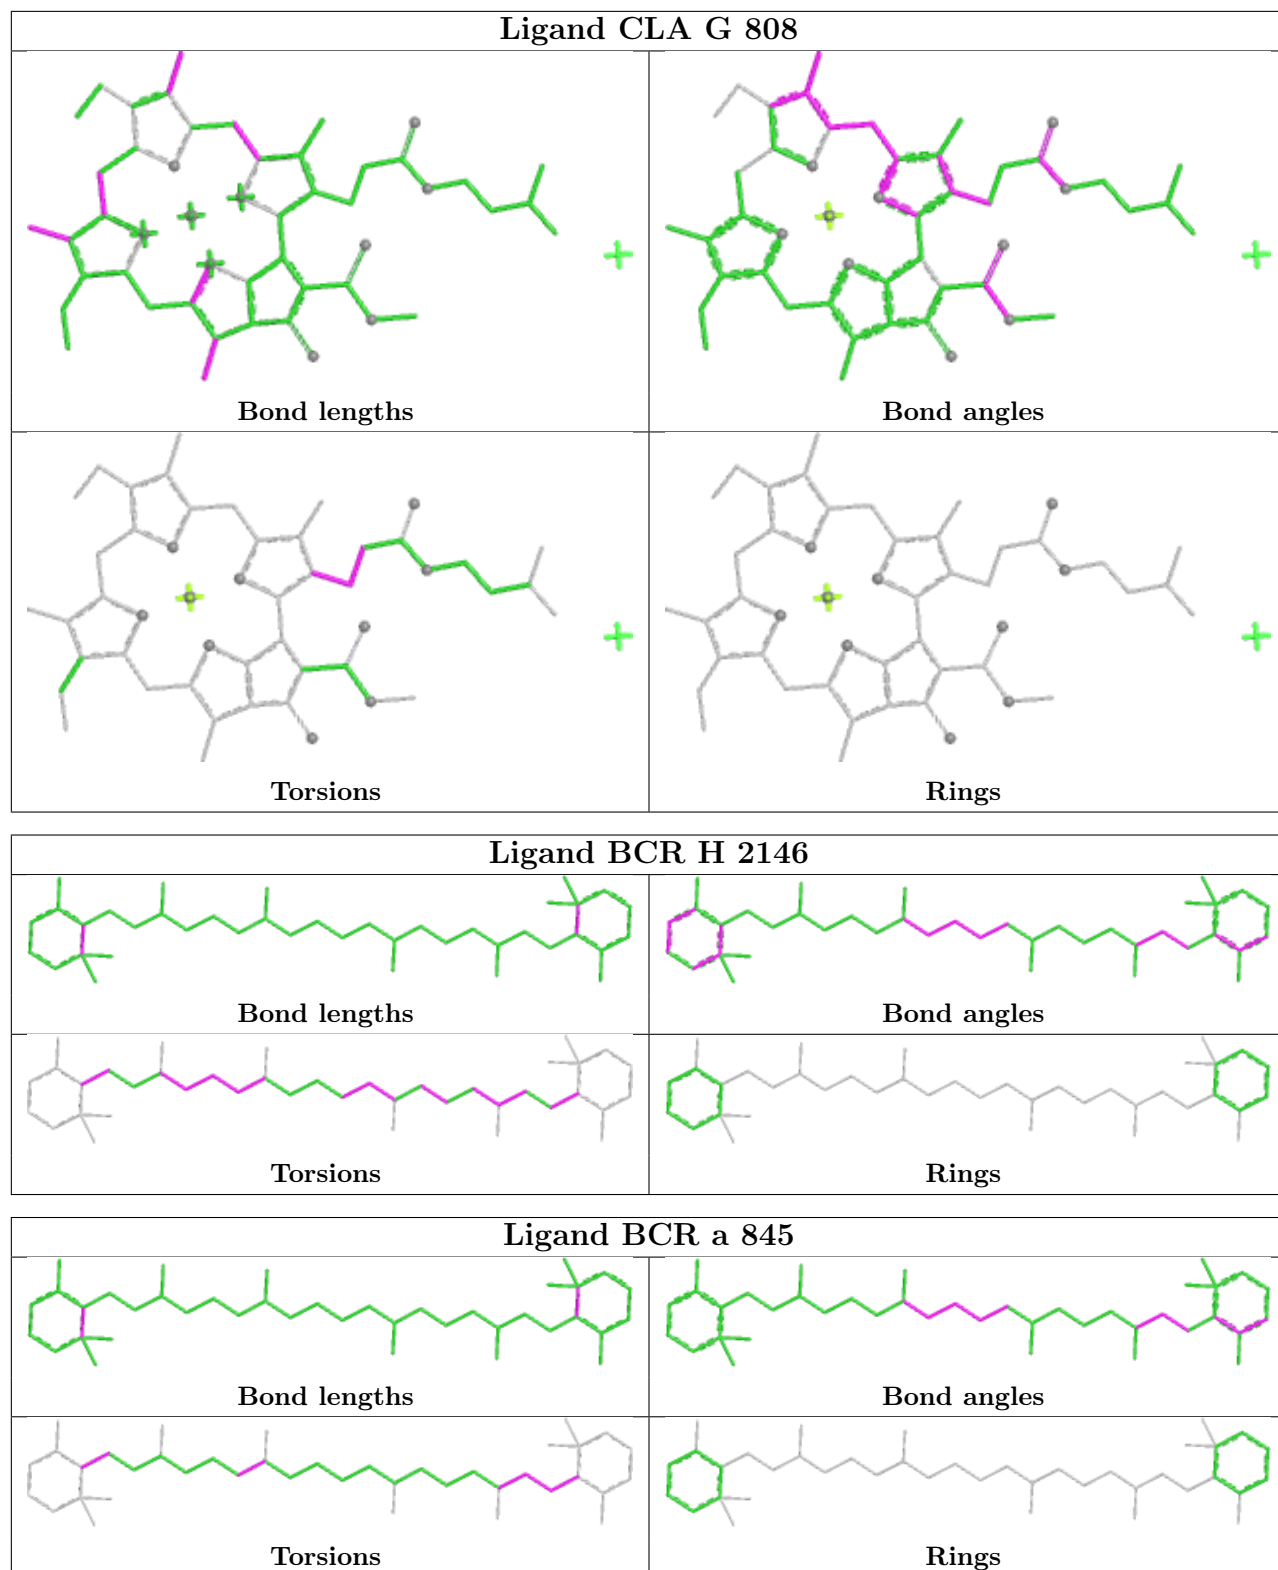 Ligand CLA G 808
Bond lengths
Bond angles
Torsions
Rings
Ligand BCR H 2146
Bond lengths
Bond angles
Torsions
Rings
Ligand BCR a 845
Bond lengths
Bond angles
Torsions
Rings